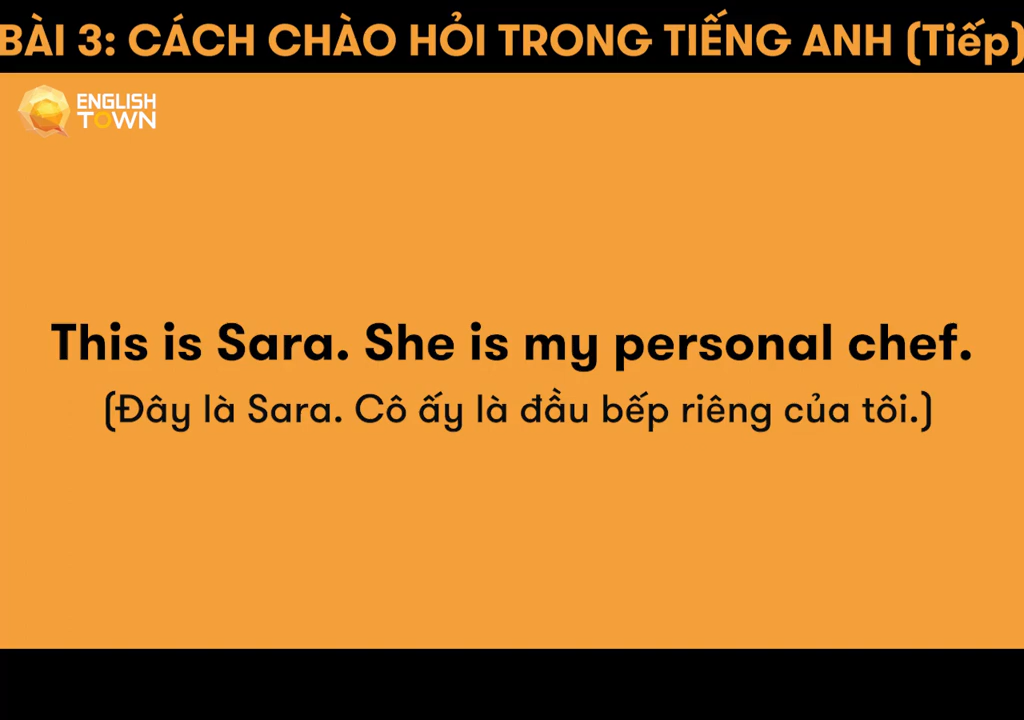 BÀI 3: CÁCH CHÀO HỎI TRONG TIẾNG ANH (Tiếp)
ENGLISH
TOWN
This is Sara. She is my personal chef.
(Đây là Sara. Cô ấy là đầu bếp riêng của tôi.)